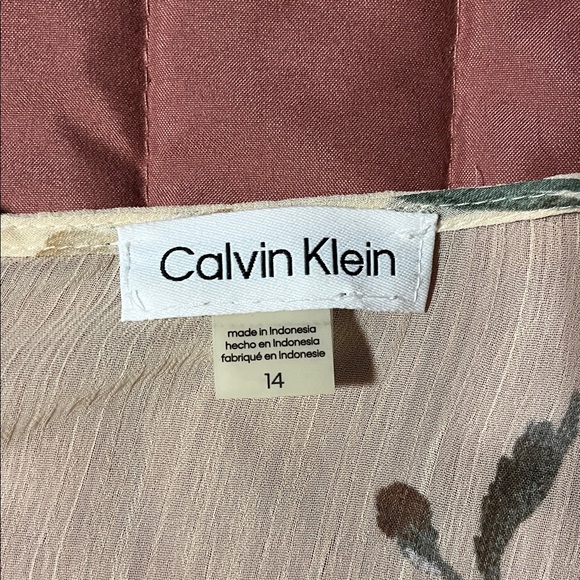 Calvin Klein
made in Indonesia
hecho en Indonesia
fabriqué en Indonesie
14